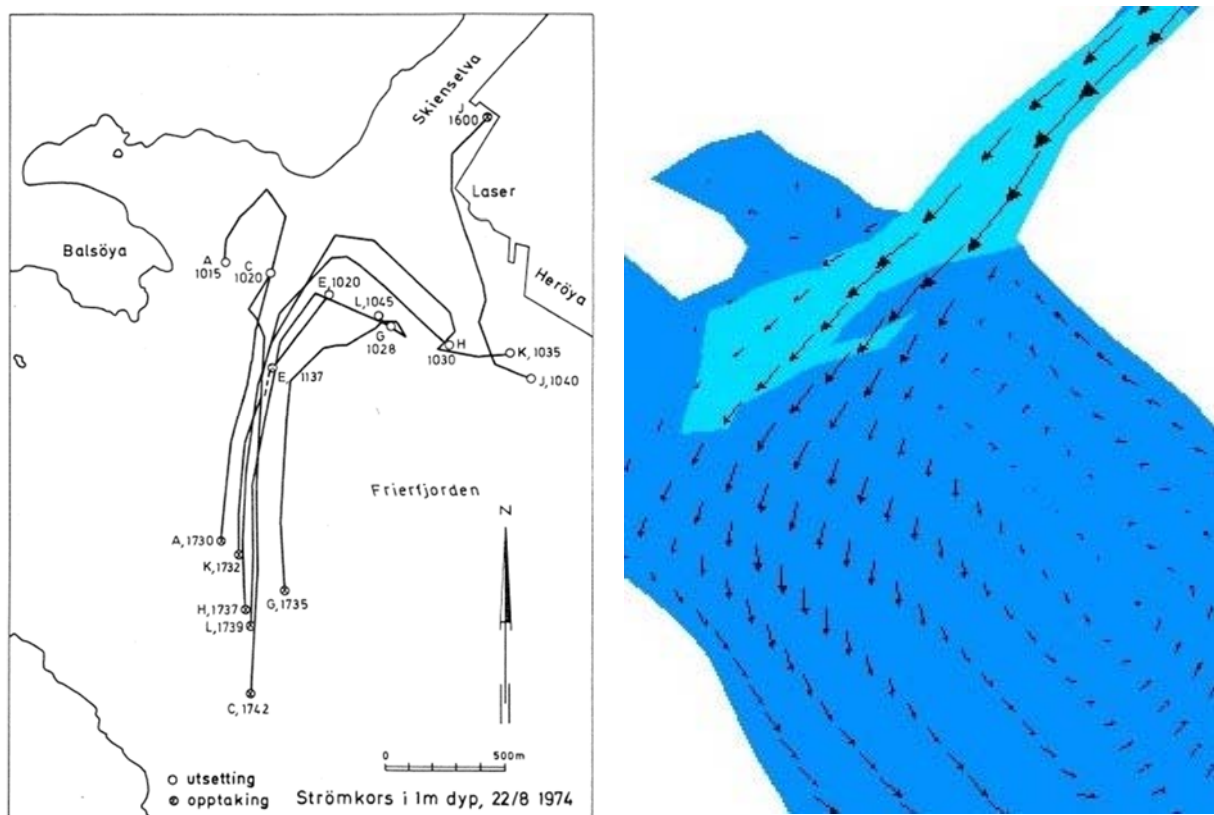 Skienselva
J
1600
Laser
Balsöya
A
1015
C
1020
Heröya
E,1020
L,1045
G
1028
H
1030
K,1035
J,1040
E,1137
Frierfjorden
N
A,1730
K,1732
H,1737
L,1739
G,1735
C,1742
0
500m
utsetting
opptaking
Strömkors i 1m dyp, 22/8 1974